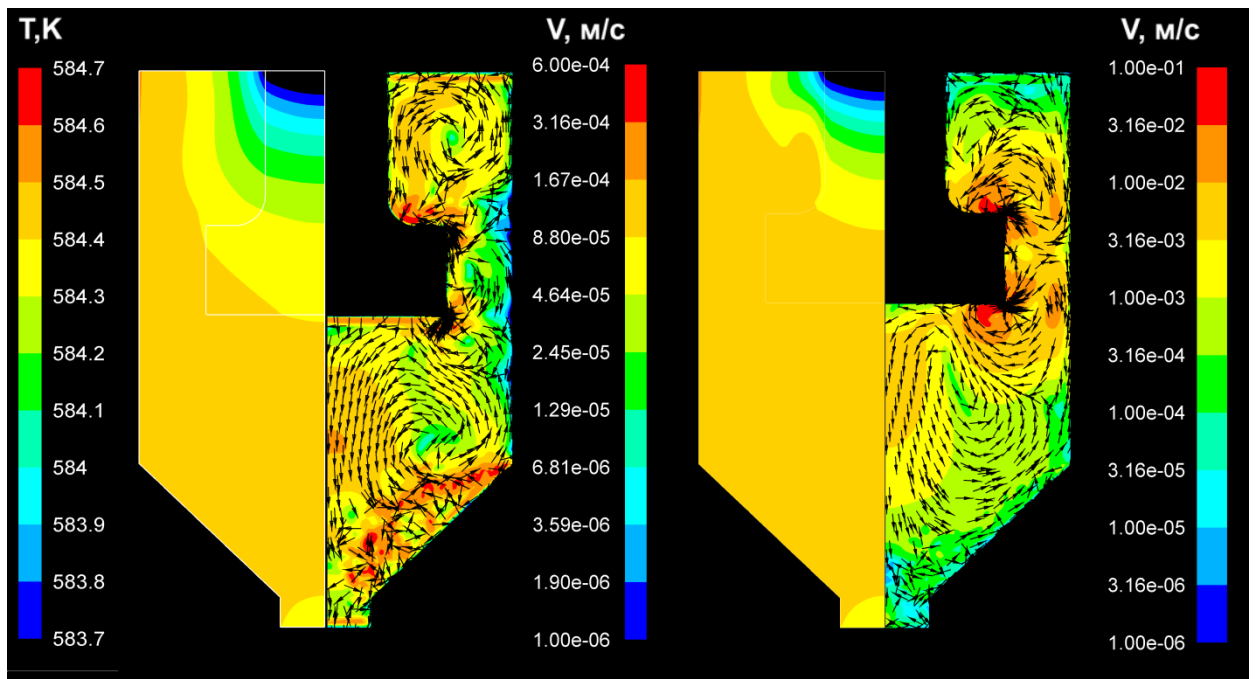 T,K
V, м/с
V, м/с
584.7
584.6
584.5
584.4
584.3
584.2
584.1
584
583.9
583.8
583.7
6.00e-04
3.16e-04
1.67e-04
8.80e-05
4.64e-05
2.45e-05
1.29e-05
6.81e-06
3.59e-06
1.90e-06
1.00e-06
1.00e-01
3.16e-02
1.00e-02
3.16e-03
1.00e-03
3.16e-04
1.00e-04
3.16e-05
1.00e-05
3.16e-06
1.00e-06